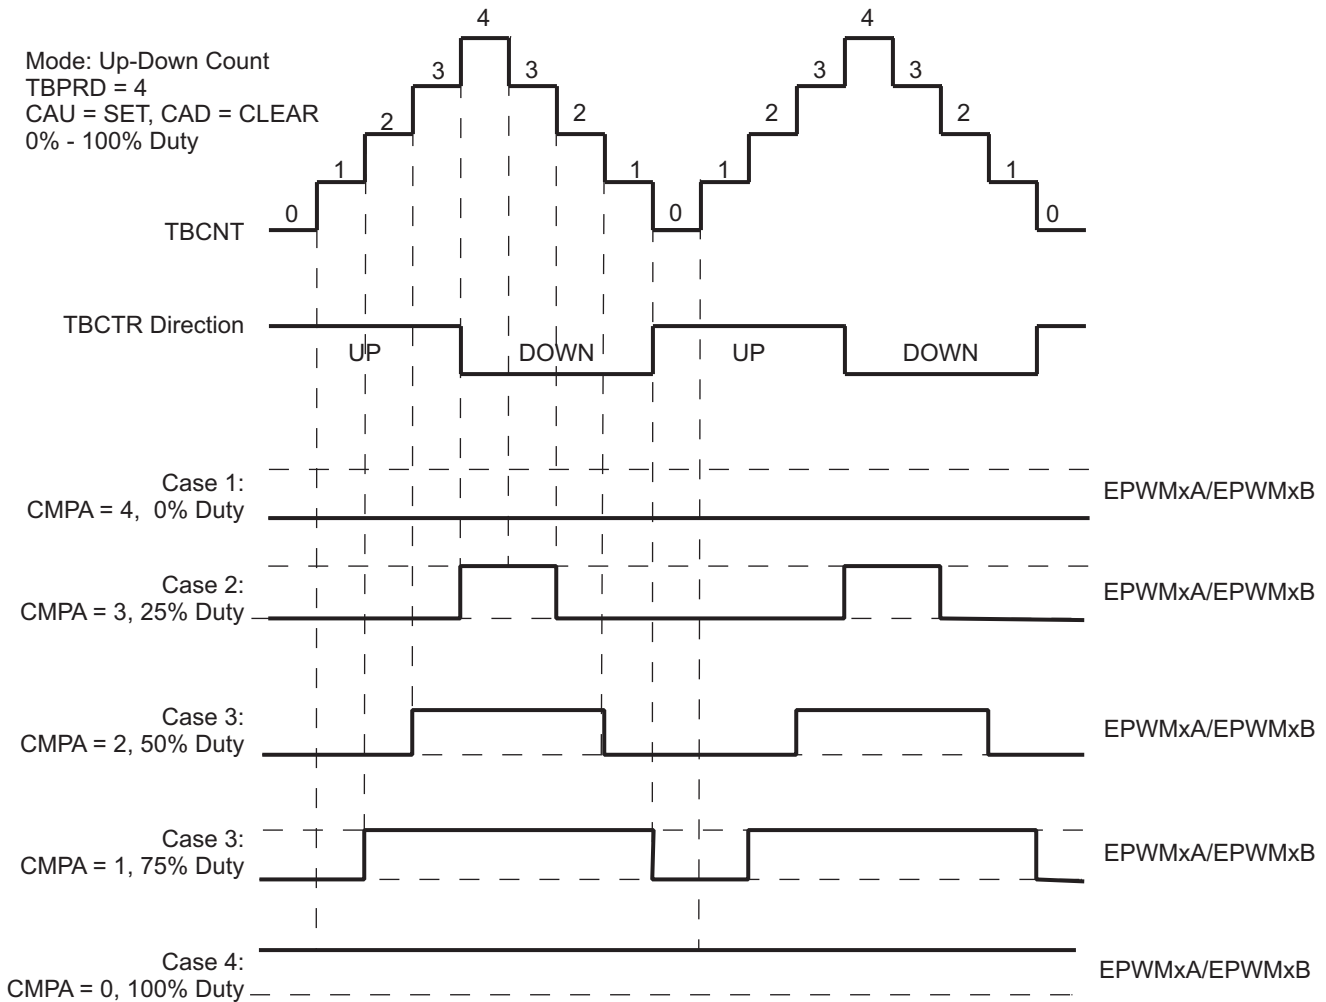 4
4
Mode: Up-Down Count
TBPRD = 4
CAU = SET, CAD = CLEAR
0% - 100% Duty
3
3
3
3
2
2
2
2
1
1
1
1
0
0
0
TBCNT
TBCTR Direction
UP
DOWN
UP
DOWN
Case 1:
CMPA = 4, 0% Duty
EPWMxA/EPWMxB
Case 2:
CMPA = 3, 25% Duty
EPWMxA/EPWMxB
Case 3:
CMPA = 2, 50% Duty
EPWMxA/EPWMxB
Case 3:
CMPA = 1, 75% Duty
EPWMxA/EPWMxB
Case 4:
CMPA = 0, 100% Duty
EPWMxA/EPWMxB